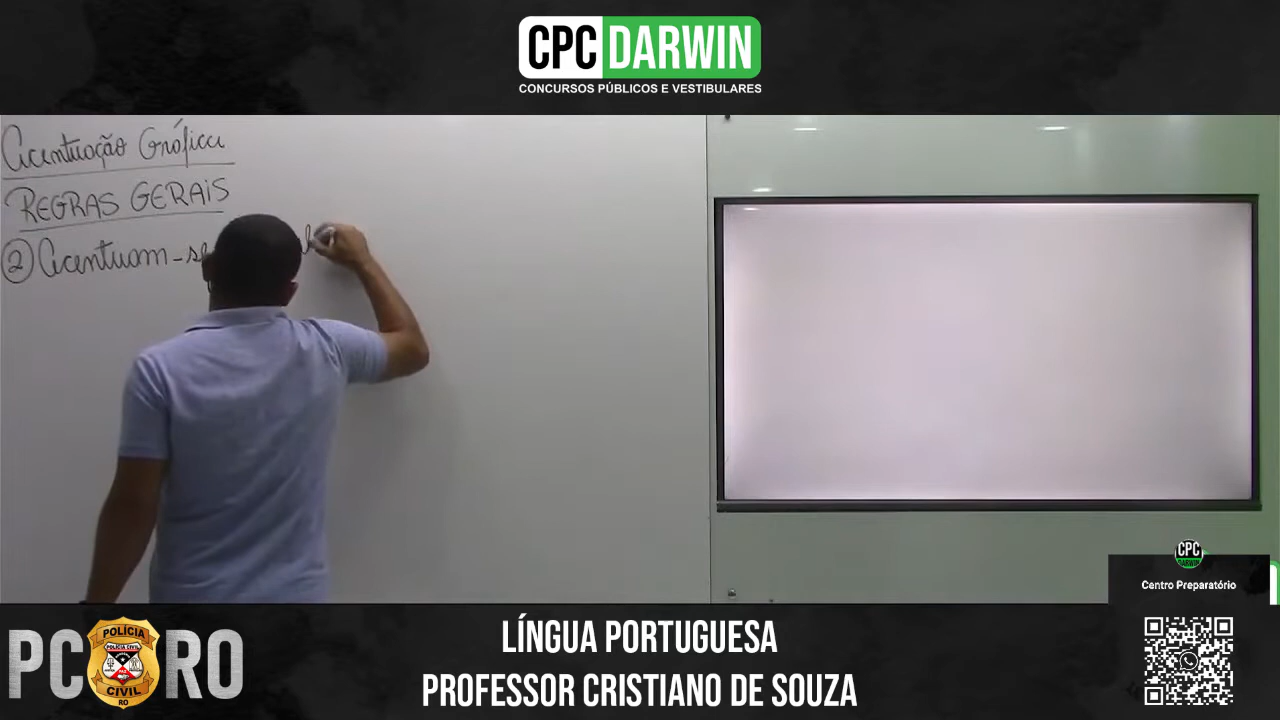 CPC DARWIN
CONCURSOS PÚBLICOS E VESTIBULARES
Acentuação Gráfica
REGRAS GERAIS
2 Acentuam-se
CPC
DARWIN
Centro Preparatório
PC RO
POLÍCIA
POLÍCIA CIVIL
CIVIL
RO
LÍNGUA PORTUGUESA
PROFESSOR CRISTIANO DE SOUZA